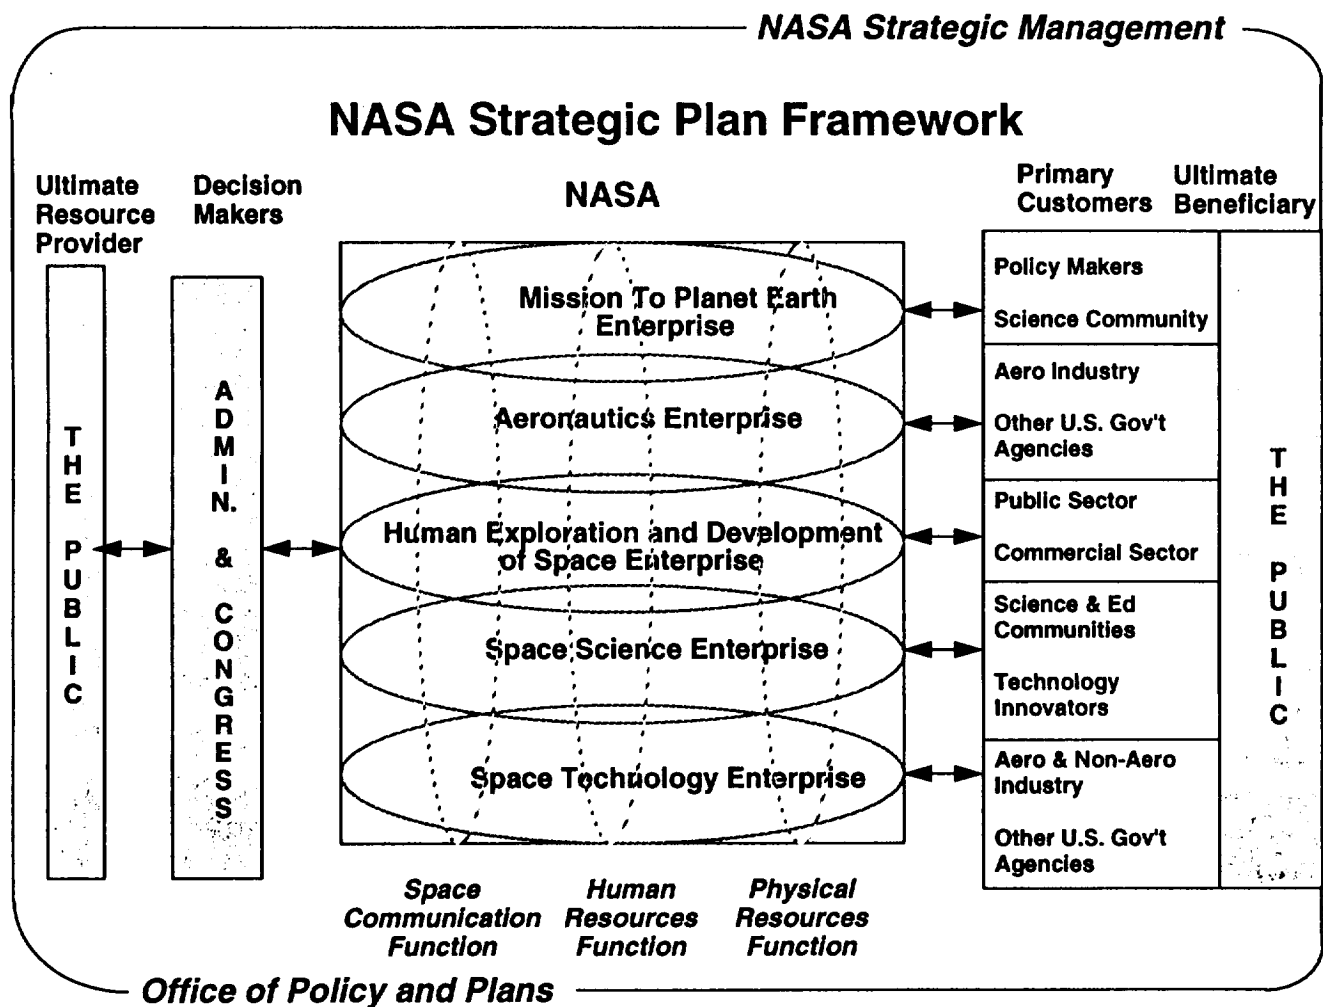 NASA Strategic Management
NASA Strategic Plan Framework
Ultimate
Resource
Provider
Decision
Makers
NASA
Primary
Customers
Ultimate
Beneficiary
THE PUBLIC
ADMIN. & CONGRESS
Mission To Planet Earth
Enterprise
Aeronautics Enterprise
Human Exploration and Development
of Space Enterprise
Space Science Enterprise
Space Technology Enterprise
Policy Makers
Science Community
Aero Industry
Other U.S. Gov't
Agencies
Public Sector
Commercial Sector
Science & Ed
Communities
Technology
Innovators
Aero & Non-Aero
Industry
Other U.S. Gov't
Agencies
THE PUBLIC
Space
Communication
Function
Human
Resources
Function
Physical
Resources
Function
Office of Policy and Plans